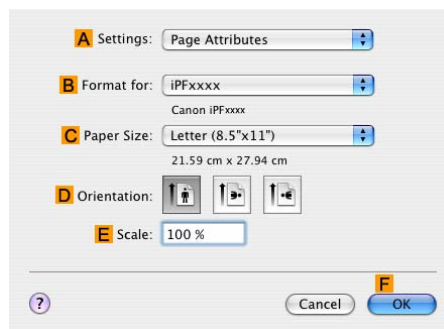 A Settings: Page Attributes
B Format for: iPFxxxx
Canon iPFxxxx
C Paper Size: Letter (8.5"x11")
21.59 cm x 27.94 cm
D Orientation:
E Scale: 100 %
F
? Cancel OK